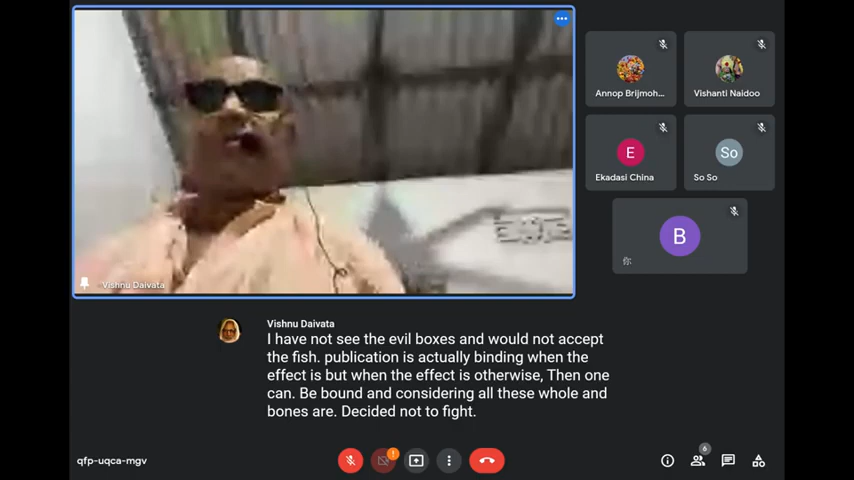 Vishnu Daivata
Annop Brijmoh...
Vishanti Naidoo
E
Ekadasi China
So
So So
B
你
Vishnu Daivata
I have not see the evil boxes and would not accept
the fish. publication is actually binding when the
effect is but when the effect is otherwise, Then one
can. Be bound and considering all these whole and
bones are. Decided not to fight.
qfp-uqca-mgv
1
6